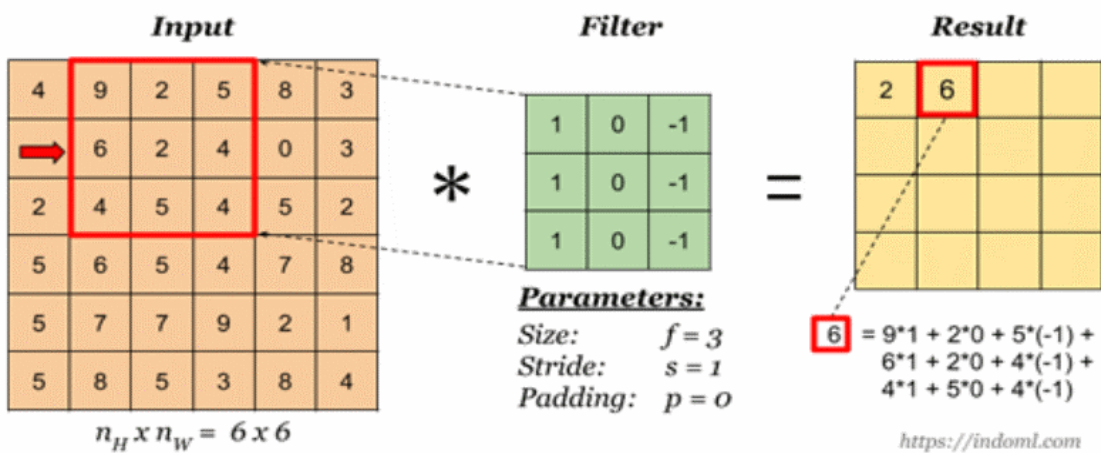 Input
Filter
Result
4 9 2 5 8 3
6 2 4 0 3
2 4 5 4 5 2
5 6 5 4 7 8
5 7 7 9 2 1
5 8 5 3 8 4
n_H x n_W = 6 x 6
*
1 0 -1
1 0 -1
1 0 -1
Parameters:
Size: f = 3
Stride: s = 1
Padding: p = 0
=
2 6
6 = 9*1 + 2*0 + 5*(-1) +
6*1 + 2*0 + 4*(-1) +
4*1 + 5*0 + 4*(-1)
https://indoml.com